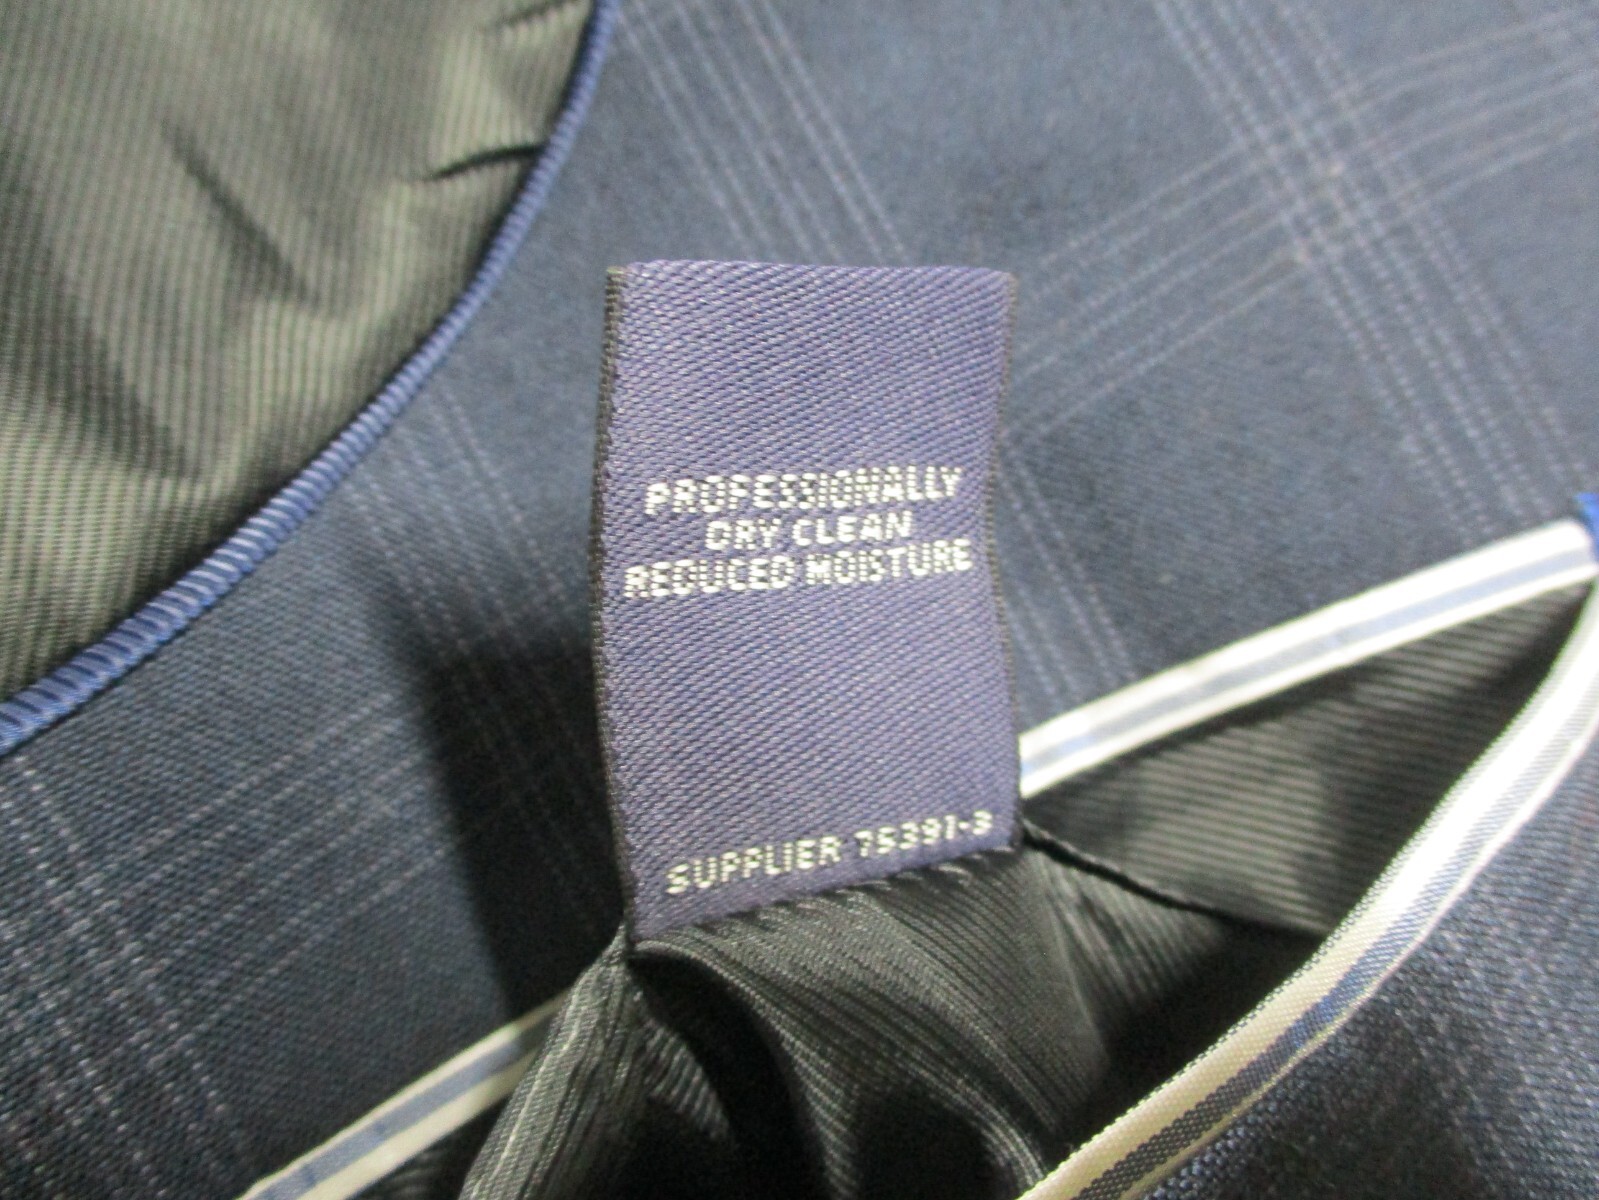 PROFESSIONALLY
DRY CLEAN
REDUCED MOISTURE
SUPPLIER 75391-3